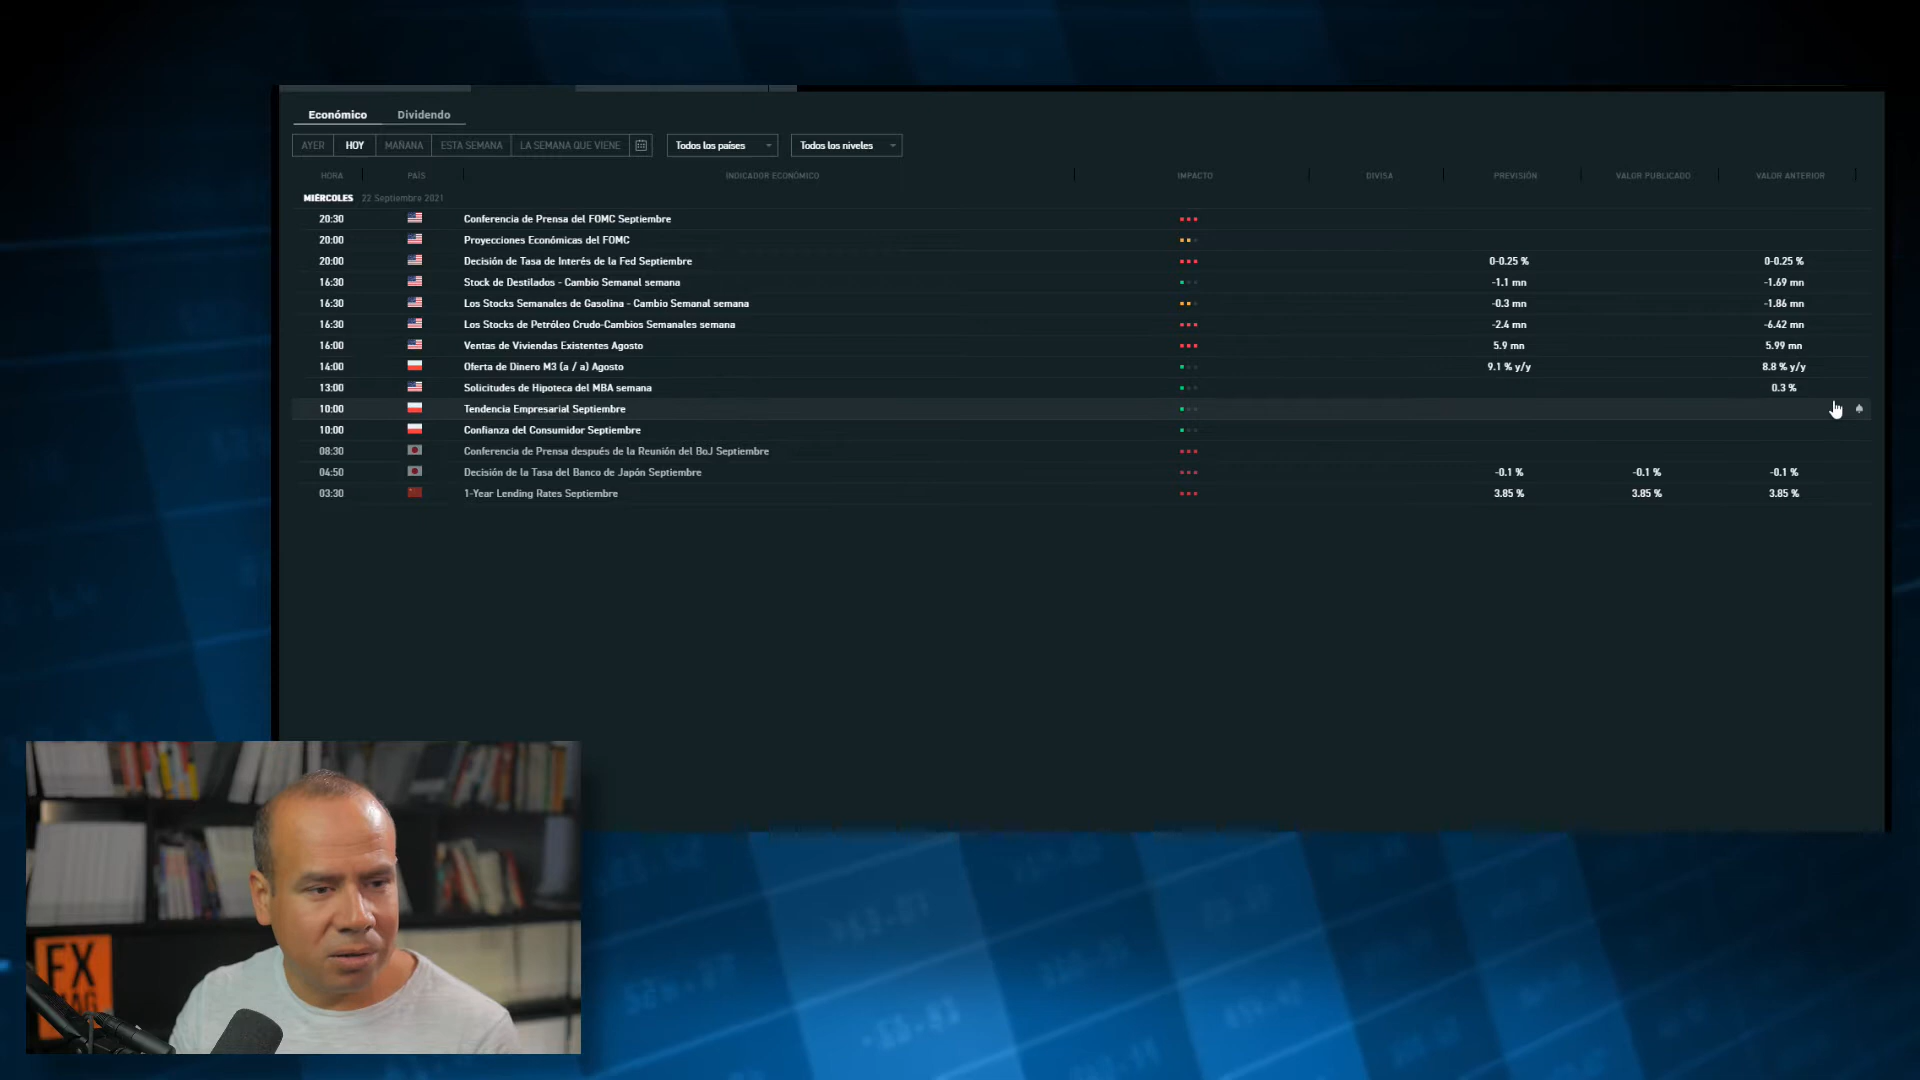 Económico Dividendo
AYER HOY MAÑANA ESTA SEMANA LA SEMANA QUE VIENE Todos los países Todos los niveles
HORA PAÍS INDICADOR ECONÓMICO IMPACTO DIVISA PREVISIÓN VALOR PUBLICADO VALOR ANTERIOR
MIÉRCOLES 22 Septiembre 2021
20:30 Conferencia de Prensa del FOMC Septiembre
20:00 Proyecciones Económicas del FOMC
20:00 Decisión de Tasa de Interés de la Fed Septiembre 0-0.25 % 0-0.25 %
16:30 Stock de Destilados - Cambio Semanal semana -1.1 mn -1.69 mn
16:30 Los Stocks Semanales de Gasolina - Cambio Semanal semana -0.3 mn -1.86 mn
16:30 Los Stocks de Petróleo Crudo-Cambios Semanales semana -2.4 mn -6.42 mn
16:00 Ventas de Viviendas Existentes Agosto 5.9 mn 5.99 mn
14:00 Oferta de Dinero M3 (a / a) Agosto 9.1 % y/y 8.8 % y/y
13:00 Solicitudes de Hipoteca del MBA semana 0.3 %
10:00 Tendencia Empresarial Septiembre
10:00 Confianza del Consumidor Septiembre
08:30 Conferencia de Prensa después de la Reunión del BoJ Septiembre
04:50 Decisión de la Tasa del Banco de Japón Septiembre -0.1 % -0.1 % -0.1 %
03:30 1-Year Lending Rates Septiembre 3.85 % 3.85 % 3.85 %
FX